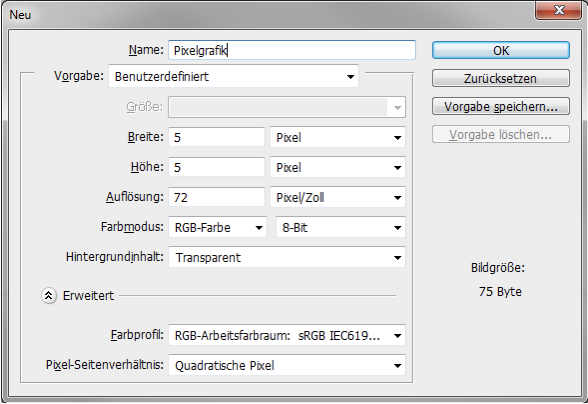 Neu
Name: Pixelgrafik
OK
Vorgabe: Benutzerdefiniert
Zurücksetzen
Größe:
Vorgabe speichern...
Breite: 5 Pixel
Vorgabe löschen...
Höhe: 5 Pixel
Auflösung: 72 Pixel/Zoll
Farbmodus: RGB-Farbe 8-Bit
Hintergrundinhalt: Transparent
Bildgröße:
75 Byte
Erweitert
Farbprofil: RGB-Arbeitsfarbraum: sRGB IEC619...
Pixel-Seitenverhältnis: Quadratische Pixel